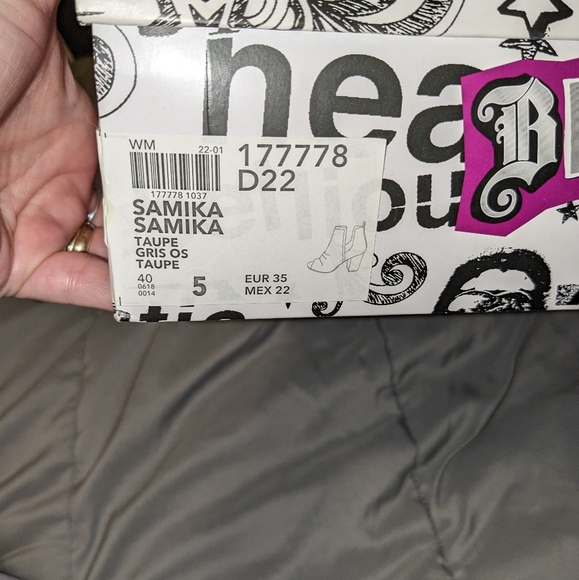 hea
B
ou
WM 22-01
177778 1037
177778
D22
SAMIKA
SAMIKA
TAUPE
GRIS OS
TAUPE
40 5 EUR 35
0618 MEX 22
0014